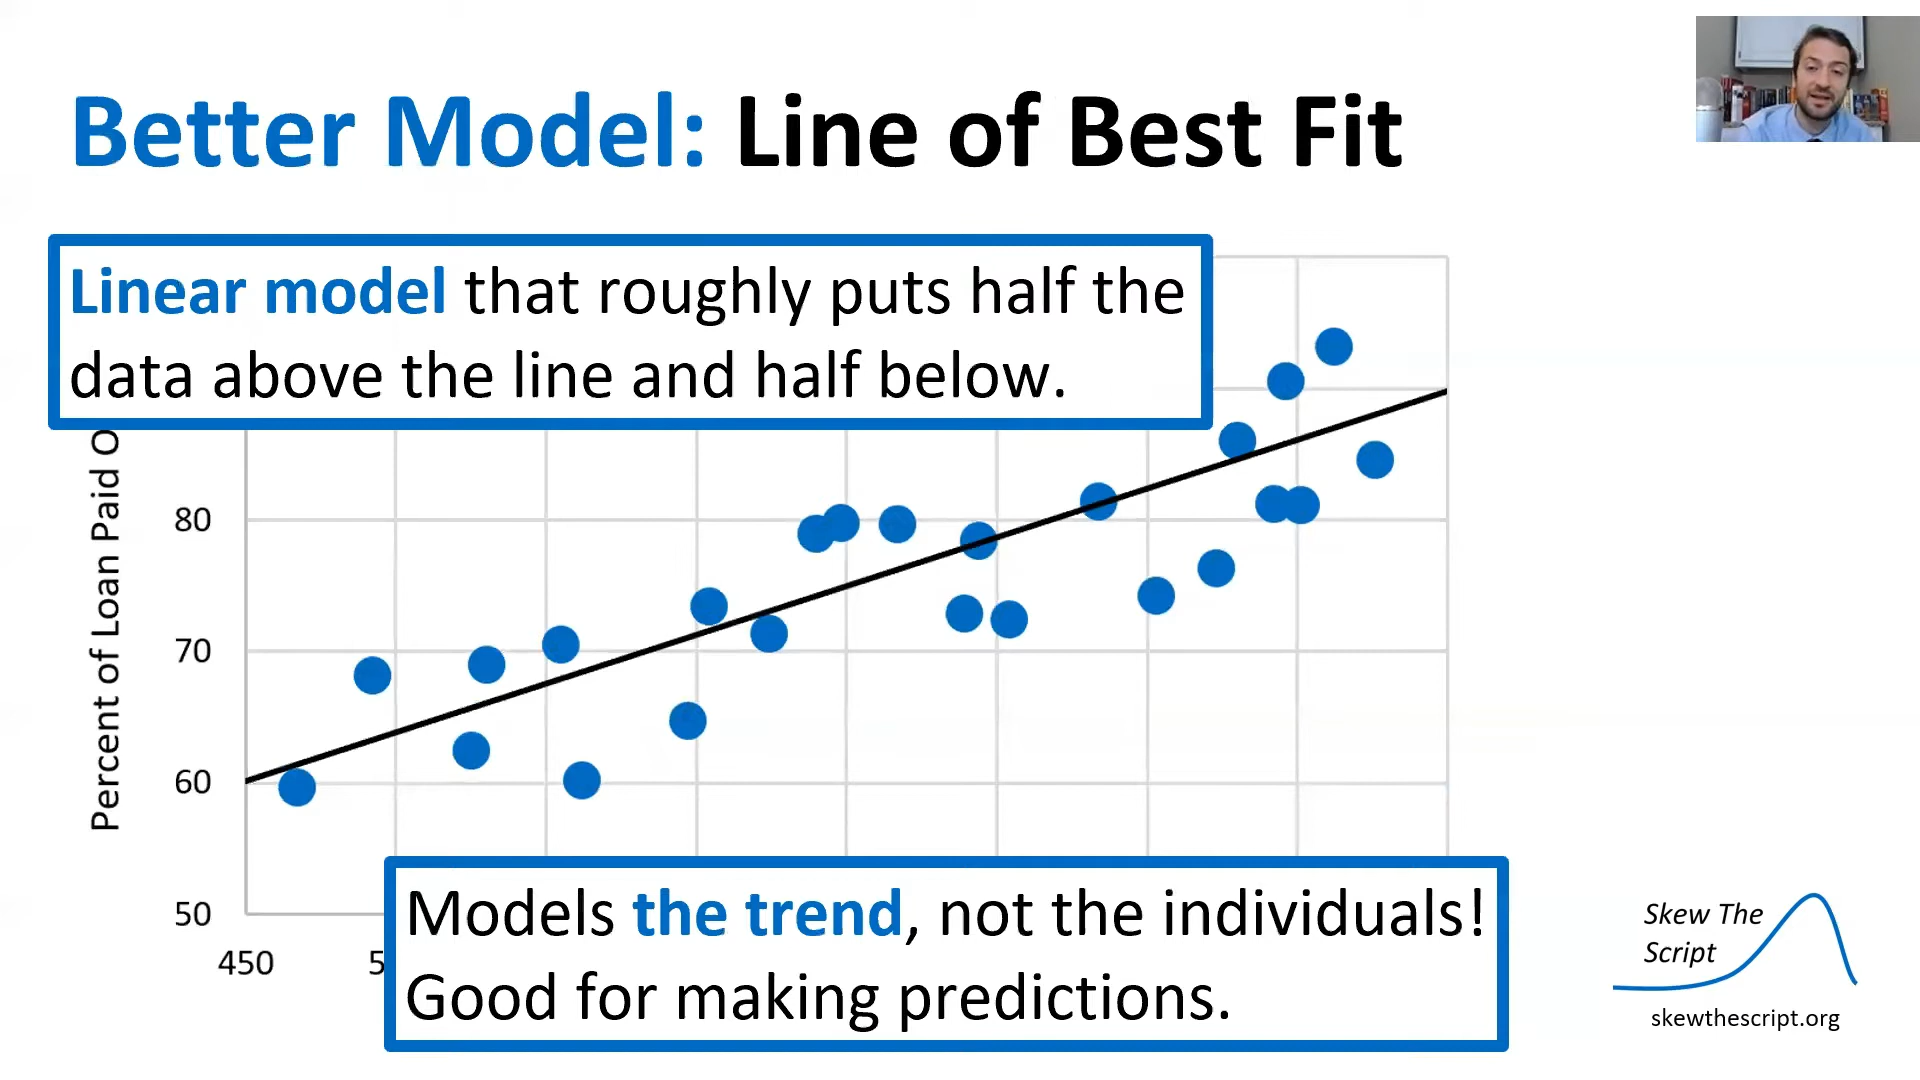 Better Model: Line of Best Fit
Linear model that roughly puts half the
data above the line and half below.
Percent of Loan Paid
80
70
60
50
450
Models the trend, not the individuals!
Good for making predictions.
Skew The
Script
skewthescript.org